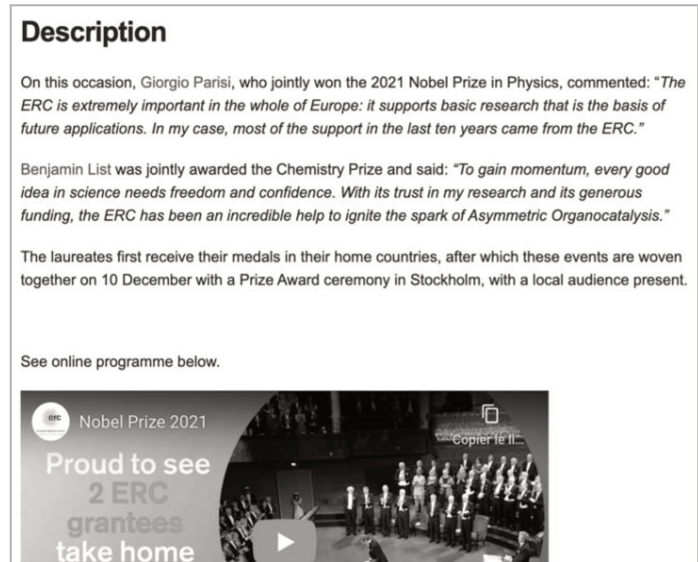 Description
On this occasion, Giorgio Parisi, who jointly won the 2021 Nobel Prize in Physics, commented: “The
ERC is extremely important in the whole of Europe: it supports basic research that is the basis of
future applications. In my case, most of the support in the last ten years came from the ERC.”
Benjamin List was jointly awarded the Chemistry Prize and said: “To gain momentum, every good
idea in science needs freedom and confidence. With its trust in my research and its generous
funding, the ERC has been an incredible help to ignite the spark of Asymmetric Organocatalysis.”
The laureates first receive their medals in their home countries, after which these events are woven
together on 10 December with a Prize Award ceremony in Stockholm, with a local audience present.
See online programme below.
erc
Nobel Prize 2021
Copier le li...
Proud to see
2 ERC
grantees
take home